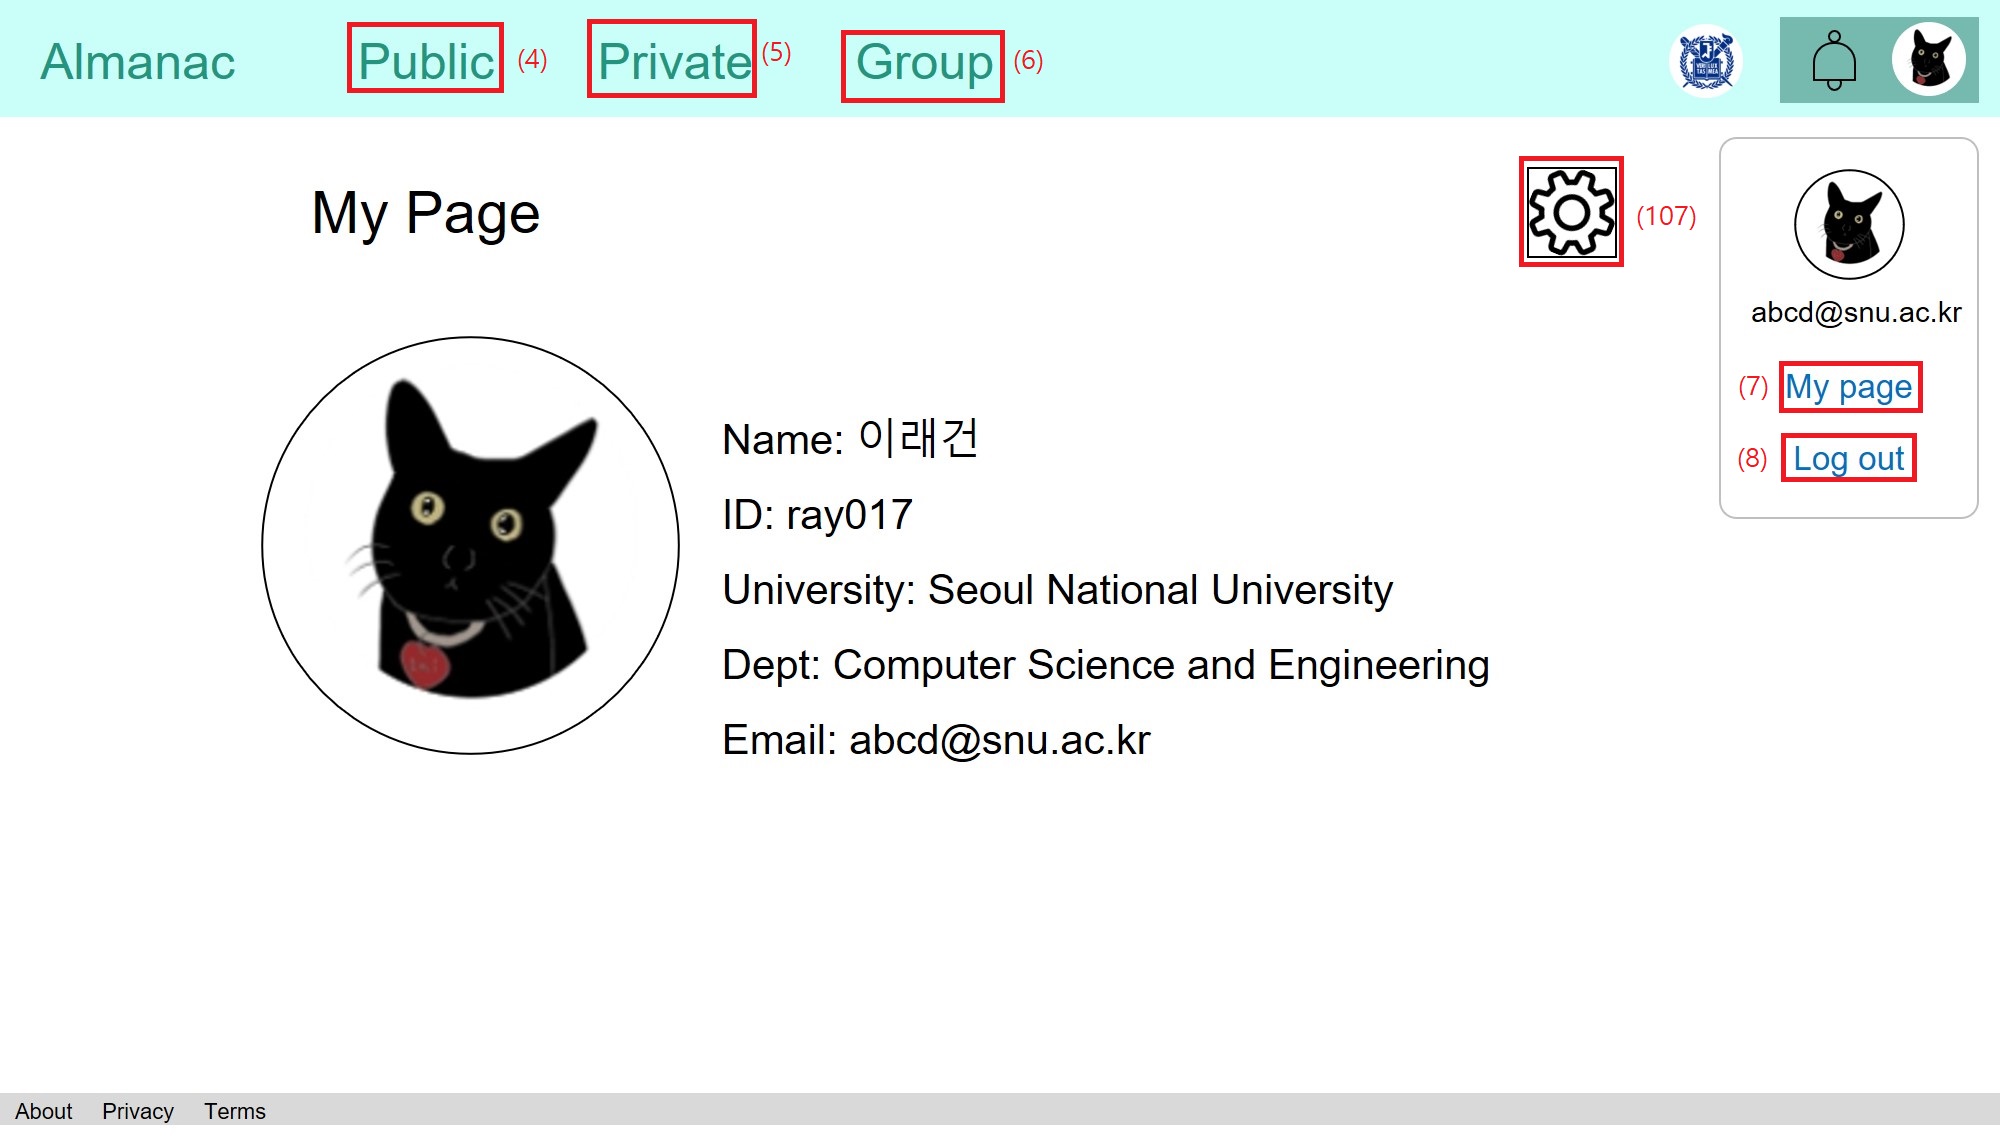 Almanac Public (4) Private (5) Group (6)
My Page
(107)
abcd@snu.ac.kr
(7) My page
(8) Log out
Name: 이래건
ID: ray017
University: Seoul National University
Dept: Computer Science and Engineering
Email: abcd@snu.ac.kr
About Privacy Terms